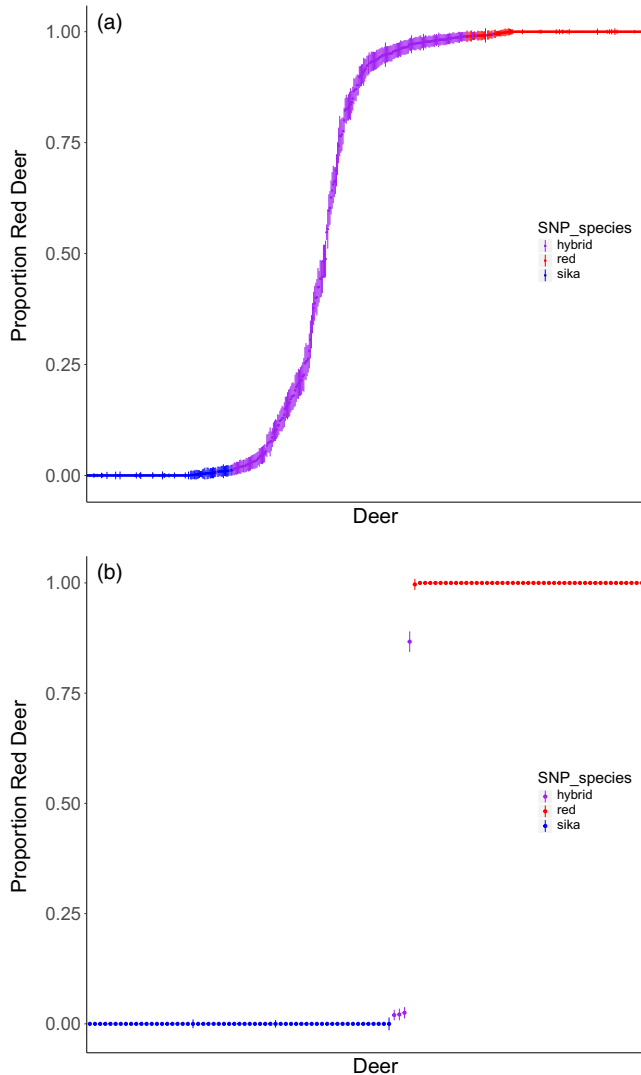 (a)
1.00
0.75
0.50
0.25
0.00
Proportion Red Deer
Deer
SNP_species
hybrid
red
sika
(b)
1.00
0.75
0.50
0.25
0.00
Proportion Red Deer
Deer
SNP_species
hybrid
red
sika